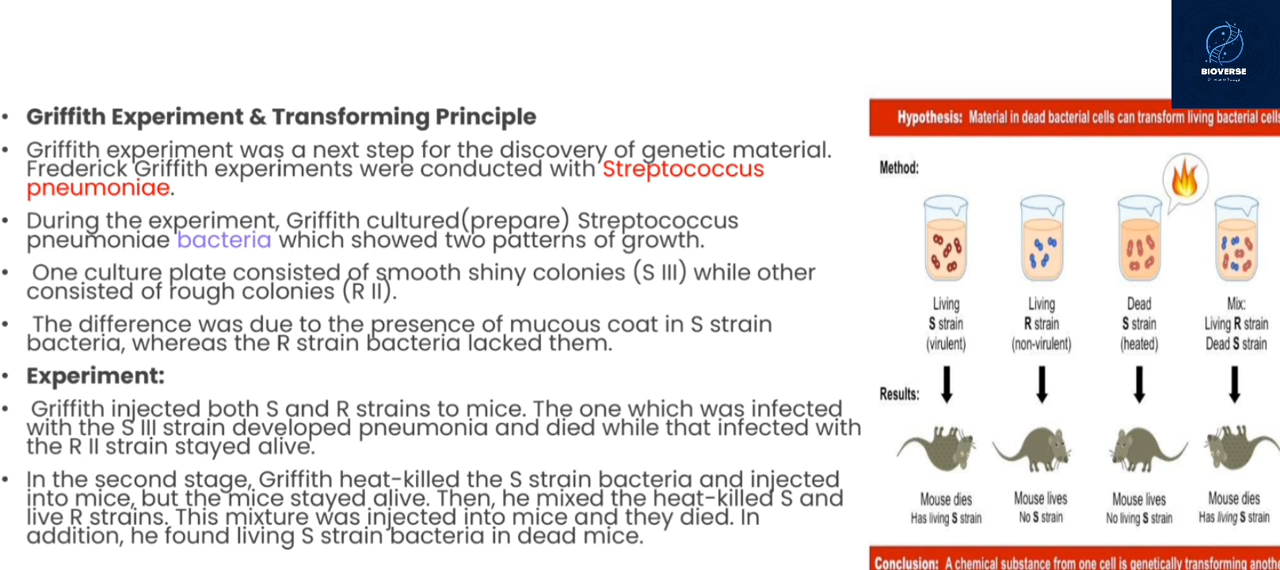 BIOVERSE
• Griffith Experiment & Transforming Principle
• Griffith experiment was a next step for the discovery of genetic material.
Frederick Griffith experiments were conducted with Streptococcus
pneumoniae.
• During the experiment, Griffith cultured(prepare) Streptococcus
pneumoniae bacteria which showed two patterns of growth.
• One culture plate consisted of smooth shiny colonies (S III) while other
consisted of rough colonies (R II).
• The difference was due to the presence of mucous coat in S strain
bacteria, whereas the R strain bacteria lacked them.
• Experiment:
• Griffith injected both S and R strains to mice. The one which was infected
with the S III strain developed pneumonia and died while that infected with
the R II strain stayed alive.
• In the second stage, Griffith heat-killed the S strain bacteria and injected
into mice, but the mice stayed alive. Then, he mixed the heat-killed S and
live R strains. This mixture was injected into mice and they died. In
addition, he found living S strain bacteria in dead mice.
Hypothesis: Material in dead bacterial cells can transform living bacterial cells
Method:
Living
S strain
(virulent)
Living
R strain
(non-virulent)
Dead
S strain
(heated)
Mix:
Living R strain
Dead S strain
Results:
Mouse dies
Has living S strain
Mouse lives
No S strain
Mouse lives
No living S strain
Mouse dies
Has living S strain
Conclusion: A chemical substance from one cell is genetically transforming